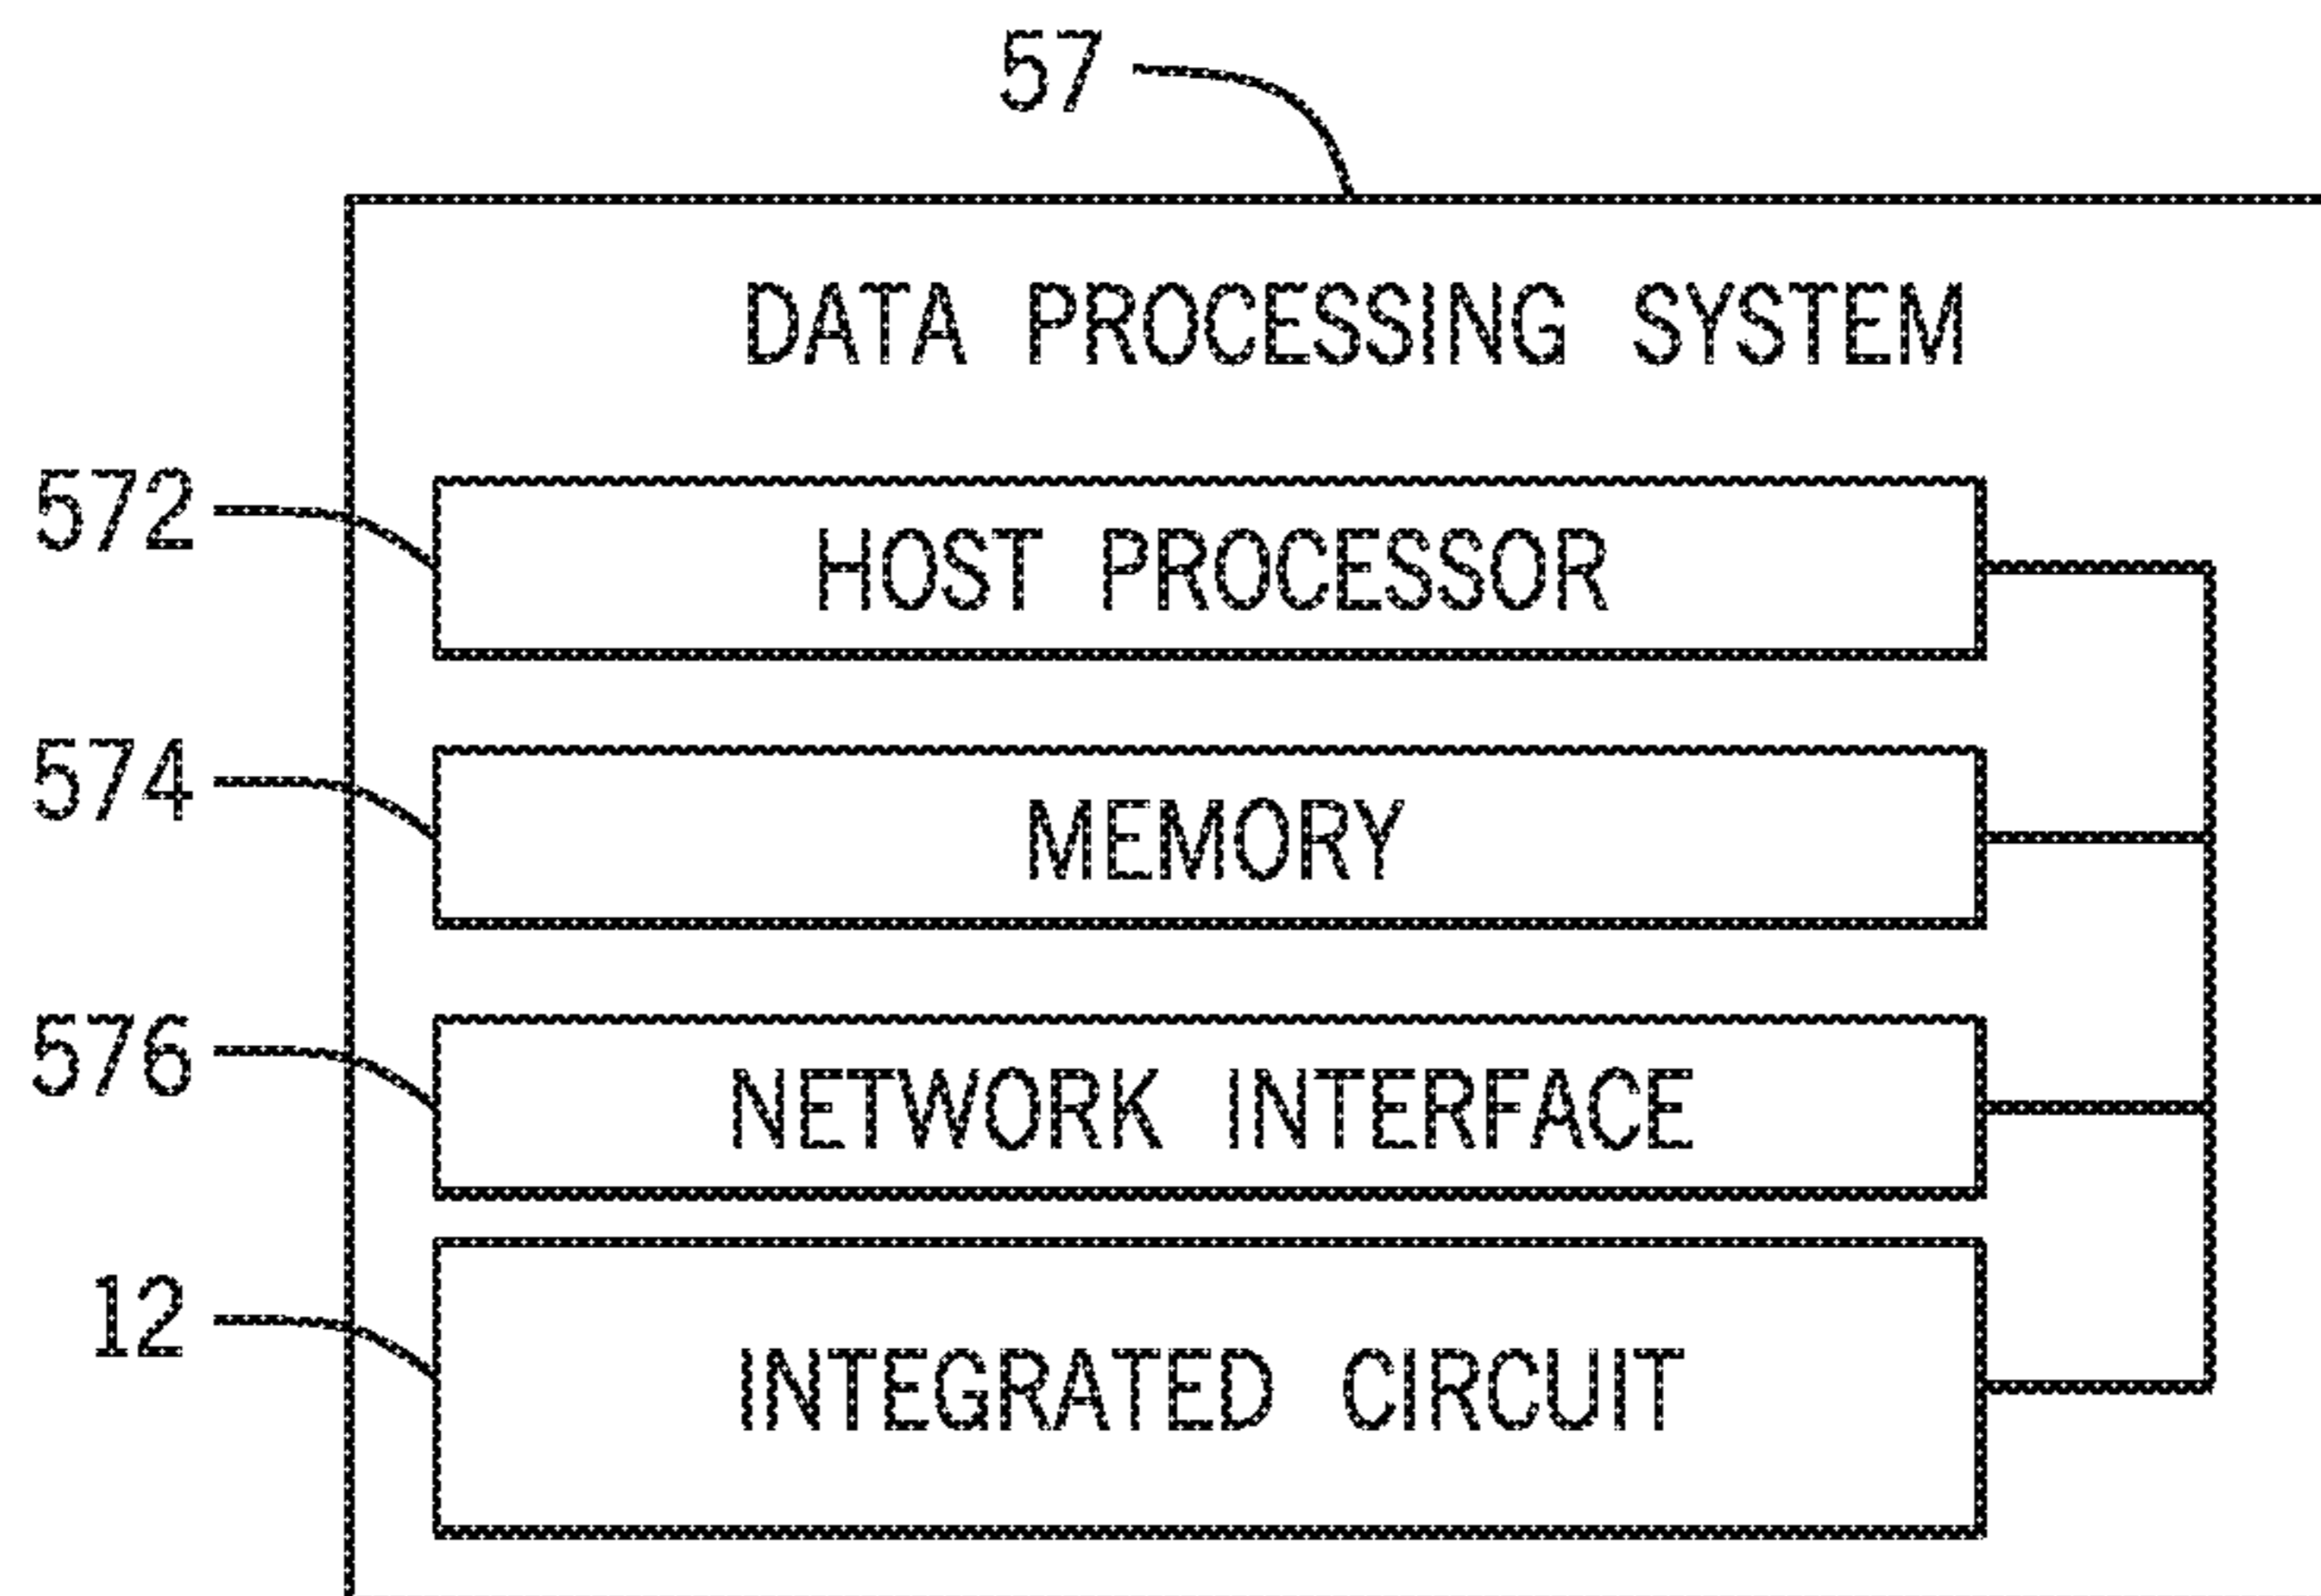 57
DATA PROCESSING SYSTEM
572
HOST PROCESSOR
574
MEMORY
576
NETWORK INTERFACE
12
INTEGRATED CIRCUIT